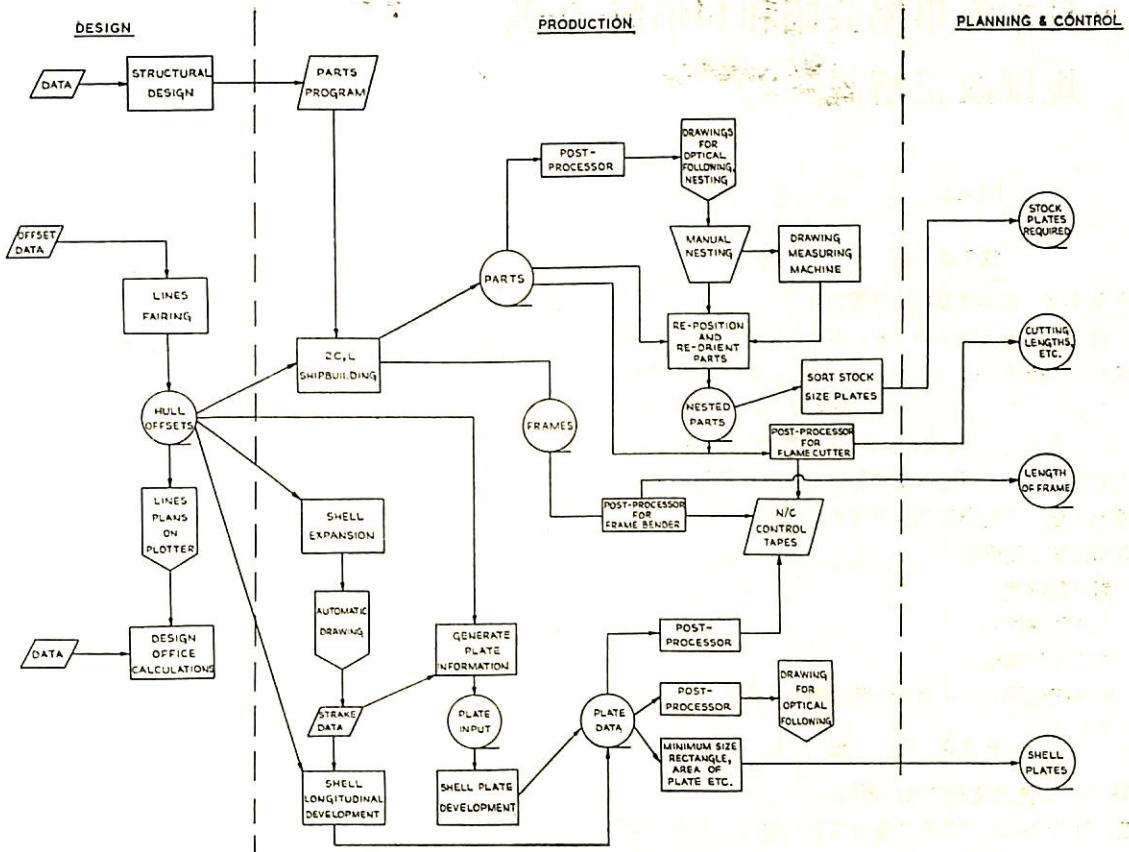 DESIGN
PRODUCTION
PLANNING & CONTROL
DATA
STRUCTURAL
DESIGN
PARTS
PROGRAM
POST-
PROCESSOR
DRAWINGS
FOR
OPTICAL
FOLLOWING,
NESTING
OFFSET
DATA
LINES
FAIRING
PARTS
MANUAL
NESTING
DRAWING
MEASURING
MACHINE
STOCK
PLATES
REQUIRED
2C,L
SHIPBUILDING
RE-POSITION
AND
RE-ORIENT
PARTS
CUTTING
LENGTHS,
ETC.
HULL
OFFSETS
FRAMES
NESTED
PARTS
SORT STOCK
SIZE PLATES
POST-PROCESSOR
FOR
FLAME CUTTER
LINES
PLANS
ON
PLOTTER
SHELL
EXPANSION
POST-PROCESSOR
FOR
FRAME BENDER
N/C
CONTROL
TAPES
LENGTH
OF FRAME
AUTOMATIC
DRAWING
DATA
DESIGN
OFFICE
CALCULATIONS
GENERATE
PLATE
INFORMATION
POST-
PROCESSOR
STRAKE
DATA
PLATE
INPUT
PLATE
DATA
POST-
PROCESSOR
DRAWING
FOR
OPTICAL
FOLLOWING
SHELL
LONGITUDINAL
DEVELOPMENT
SHELL PLATE
DEVELOPMENT
MINIMUM SIZE
RECTANGLE,
AREA OF
PLATE ETC.
SHELL
PLATES